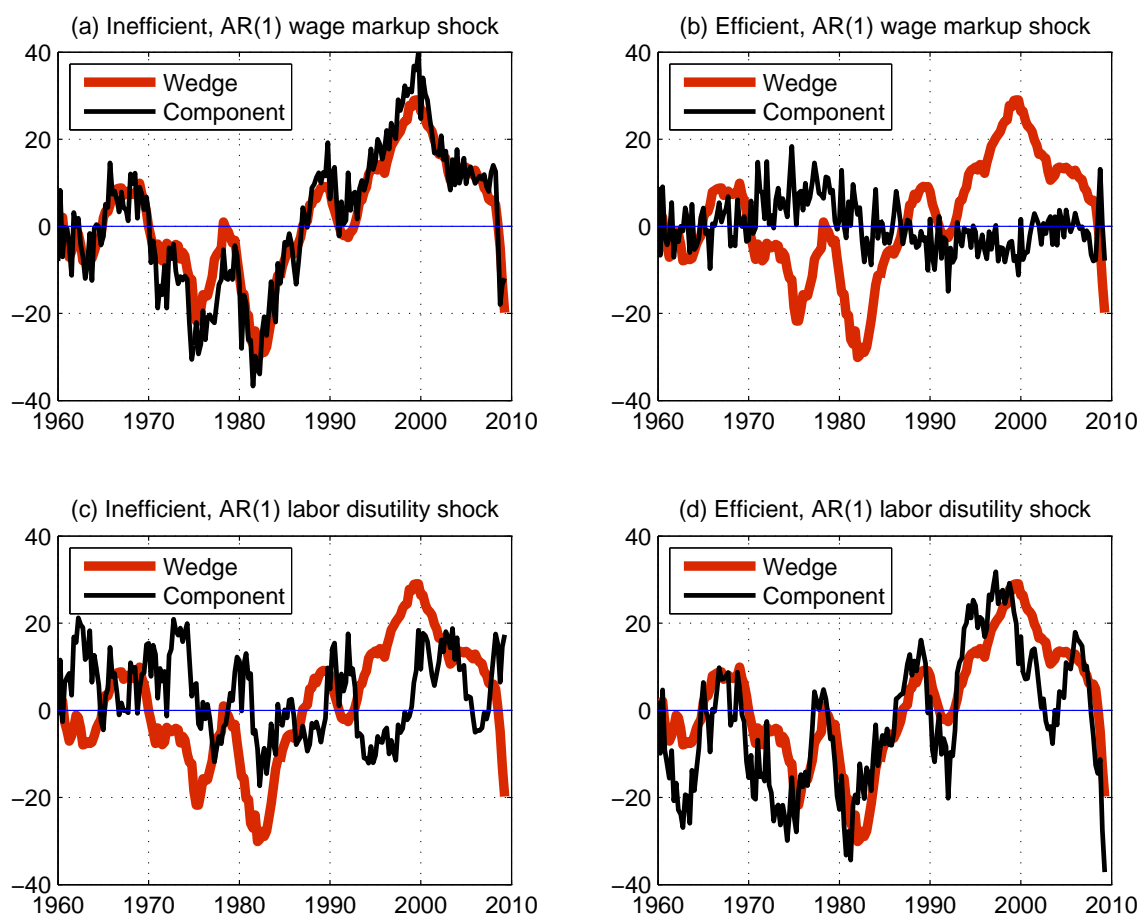 (a) Inefficient, AR(1) wage markup shock
40
20
0
−20
−40
Wedge
Component
1960 1970 1980 1990 2000 2010
(b) Efficient, AR(1) wage markup shock
40
20
0
−20
−40
Wedge
Component
1960 1970 1980 1990 2000 2010
(c) Inefficient, AR(1) labor disutility shock
40
20
0
−20
−40
Wedge
Component
1960 1970 1980 1990 2000 2010
(d) Efficient, AR(1) labor disutility shock
40
20
0
−20
−40
Wedge
Component
1960 1970 1980 1990 2000 2010